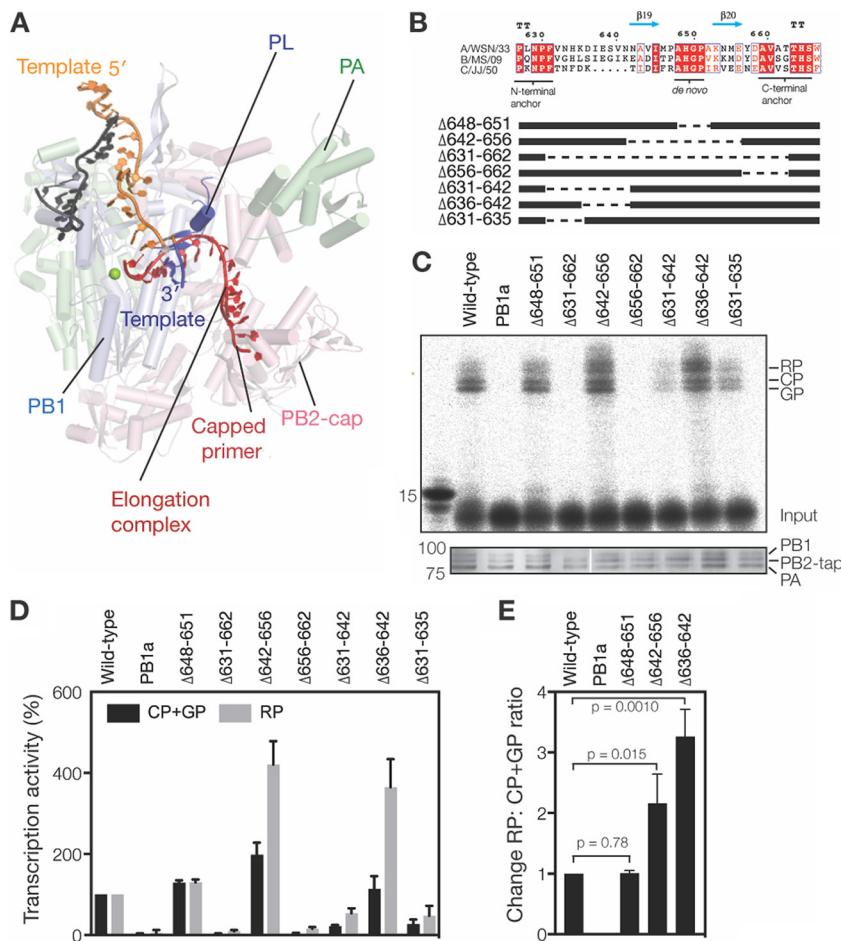 A
Template 5′
PL
PA
3′
Template
PB1
Capped
primer
PB2-cap
Elongation
complex
B
β19
β20
TT
TT
630
640
650
660
A/WSN/33 PLNPFVNHKDIESVNNAVIMPAHGPAKNMEYDAVATTHSW
B/MS/09 PQNPFVGHKSIEGIKEADITPAHGPVKKMDYDAVSGTHSW
C/JJ/50 PKNPFTNFDK.....TIDIRAHGPIRVEKNEAVVSTHSF
N-terminal
anchor
de novo
C-terminal
anchor
Δ648-651
Δ642-656
Δ631-662
Δ656-662
Δ631-642
Δ636-642
Δ631-635
C
Wild-type
PB1a
Δ648-651
Δ631-662
Δ642-656
Δ656-662
Δ631-642
Δ636-642
Δ631-635
RP
CP
GP
15
Input
100
75
PB1
PB2-tap
PA
D
Wild-type
PB1a
Δ648-651
Δ631-662
Δ642-656
Δ656-662
Δ631-642
Δ636-642
Δ631-635
Transcription activity (%)
600
400
200
0
CP+GP
RP
E
Wild-type
PB1a
Δ648-651
Δ642-656
Δ636-642
Change RP: CP+GP ratio
4
3
2
1
0
p = 0.0010
p = 0.015
p = 0.78